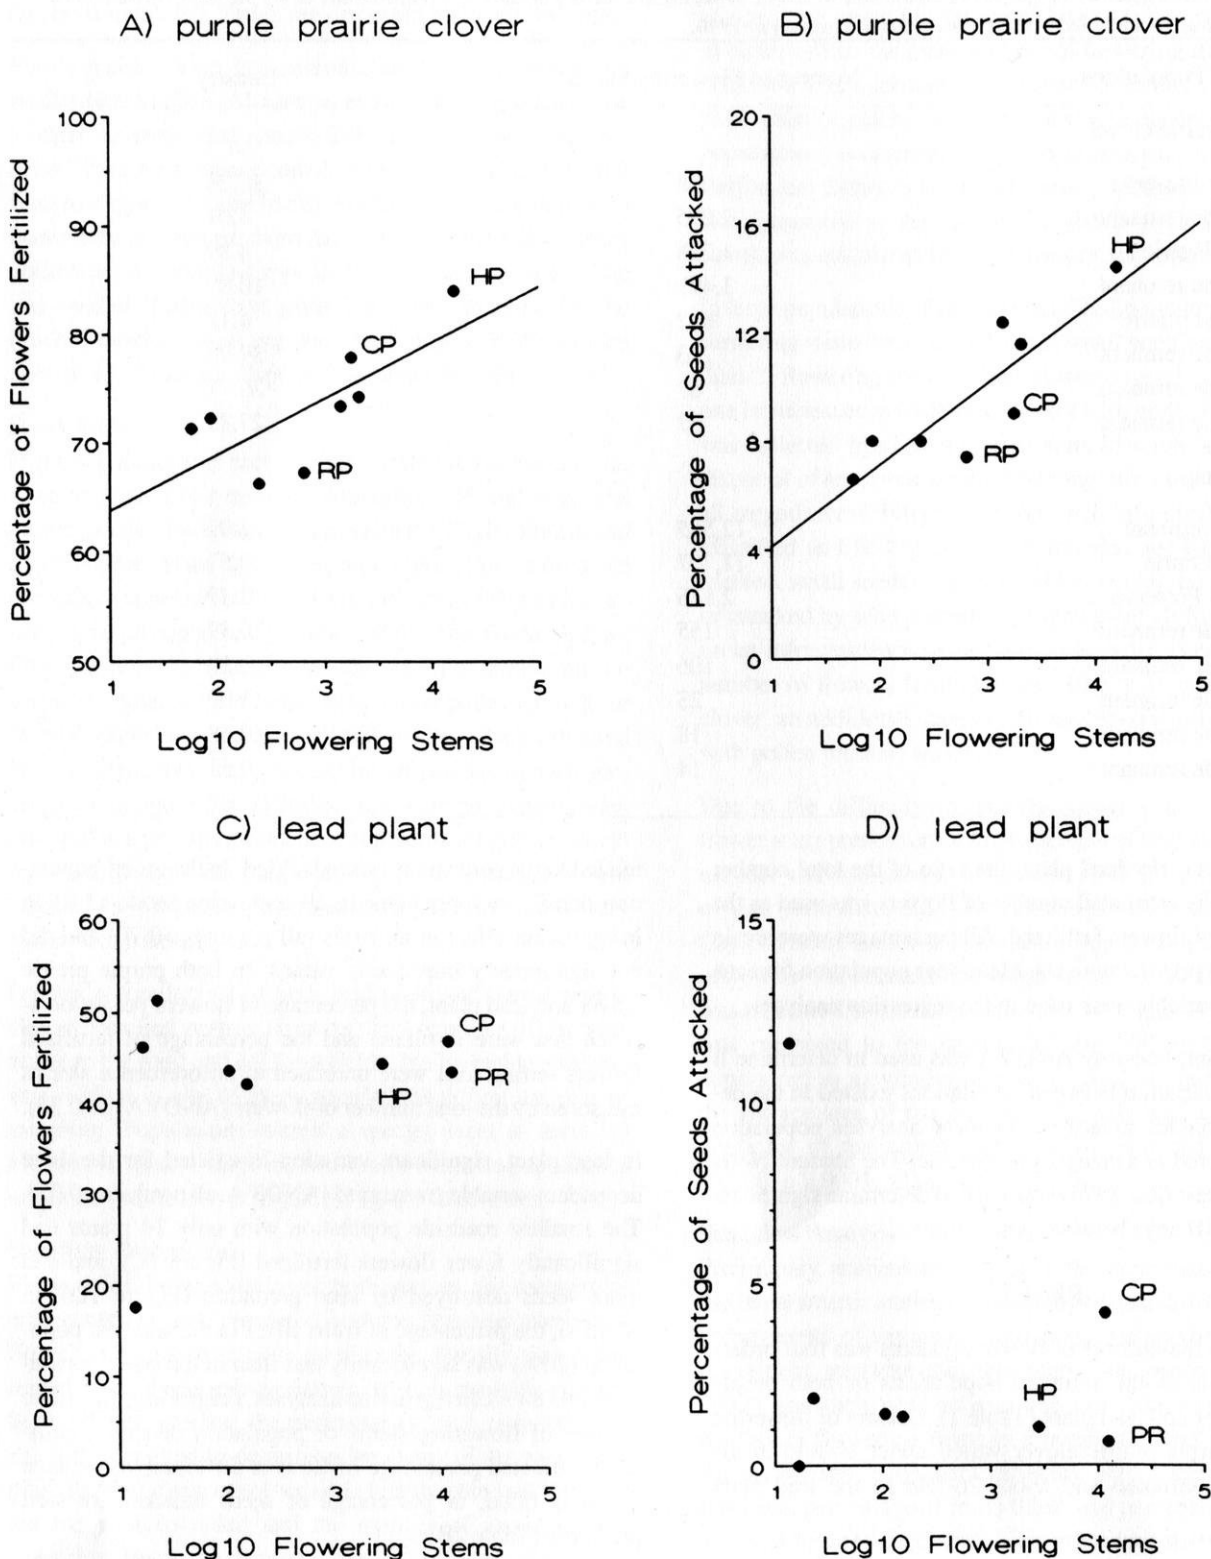 A) purple prairie clover
Percentage of Flowers Fertilized
100
90
80
70
60
50
HP
CP
RP
1 2 3 4 5
Log10 Flowering Stems
B) purple prairie clover
Percentage of Seeds Attacked
20
16
12
8
4
0
HP
CP
RP
1 2 3 4 5
Log10 Flowering Stems
C) lead plant
Percentage of Flowers Fertilized
60
50
40
30
20
10
0
CP
HP
PR
1 2 3 4 5
Log10 Flowering Stems
D) lead plant
Percentage of Seeds Attacked
15
10
5
0
CP
HP
PR
1 2 3 4 5
Log10 Flowering Stems